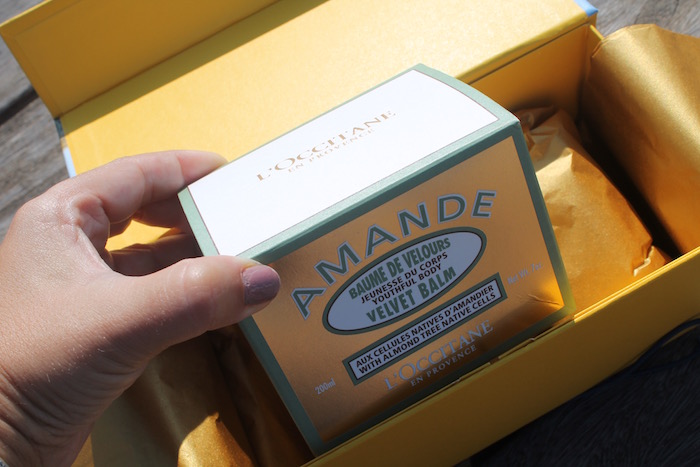 L'OCCITANE
EN PROVENCE
AMANDE
BAUME DE VELOURS
JEUNESSE DU CORPS
YOUTHFUL BODY
VELVET BALM
AUX CELLULES NATIVES D'AMANDIER
WITH ALMOND TREE NATIVE CELLS
200ml
L'OCCITANE
EN PROVENCE